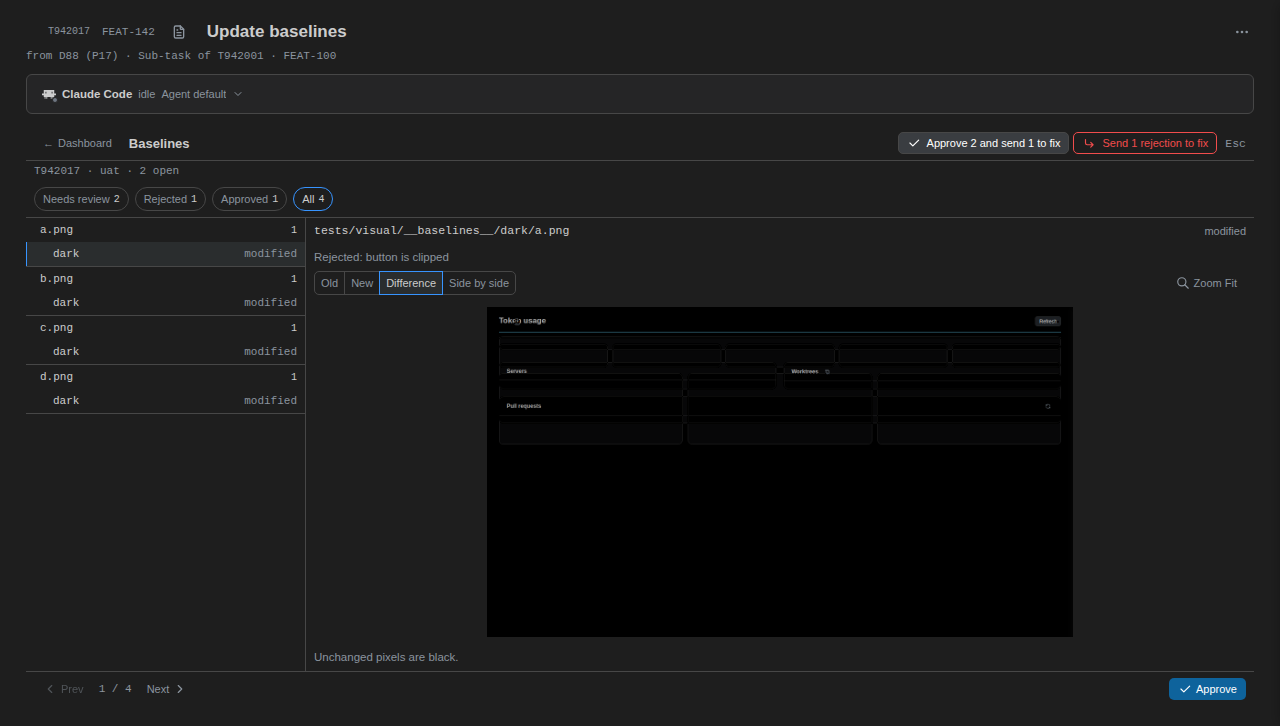 T942017 FEAT-142 Update baselines
from D88 (P17) · Sub-task of T942001 · FEAT-100
Claude Code idle Agent default
← Dashboard Baselines Approve 2 and send 1 to fix Send 1 rejection to fix Esc
T942017 · uat · 2 open
Needs review 2 Rejected 1 Approved 1 All 4
a.png 1
tests/visual/__baselines__/dark/a.png modified
dark modified
Rejected: button is clipped
b.png 1
Old New Difference Side by side Zoom Fit
dark modified
c.png 1
dark modified
d.png 1
dark modified
Token usage
Servers Worktrees
Pull requests
Unchanged pixels are black.
Prev 1 / 4 Next Approve